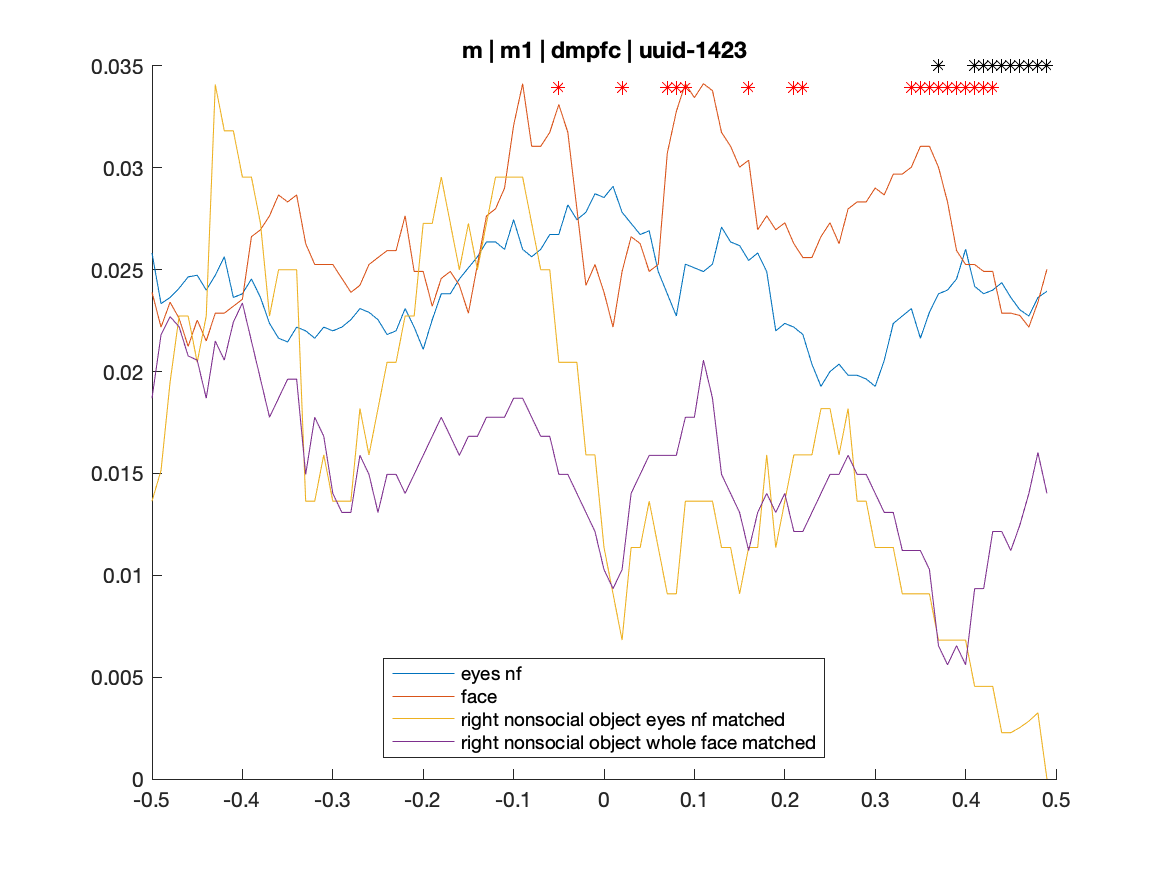 m | m1 | dmpfc | uuid-1423
0.035
0.03
0.025
0.02
0.015
0.01
0.005
0
eyes nf
face
right nonsocial object eyes nf matched
right nonsocial object whole face matched
-0.5 -0.4 -0.3 -0.2 -0.1 0 0.1 0.2 0.3 0.4 0.5